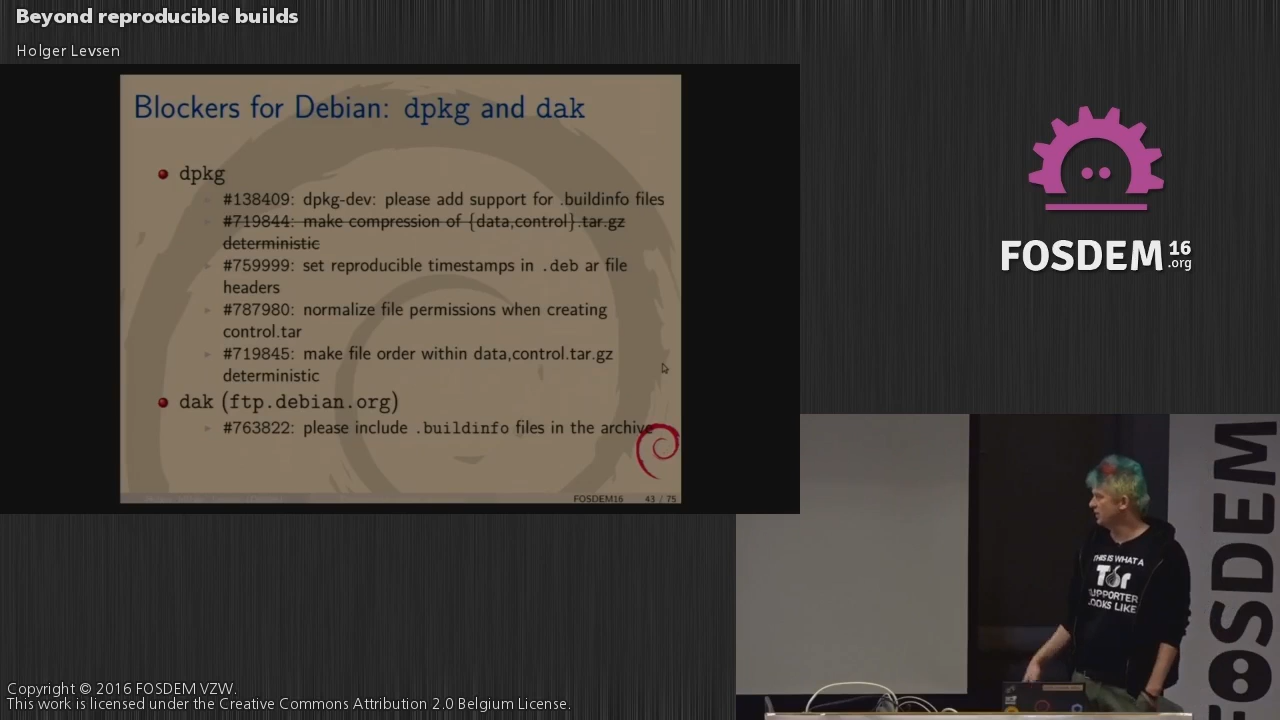 Beyond reproducible builds
Holger Levsen
Blockers for Debian: dpkg and dak
dpkg
#138409: dpkg-dev: please add support for .buildinfo files
#719844: make compression of {data,control}.tar.gz
deterministic
#759999: set reproducible timestamps in .deb ar file
headers
#787980: normalize file permissions when creating
control.tar
#719845: make file order within data,control.tar.gz
deterministic
dak (ftp.debian.org)
#763822: please include .buildinfo files in the archive
FOSDEM16 43 / 75
FOSDEM 16
.org
THIS IS WHAT A
Tor
SUPPORTER
LOOKS LIKE
FOSDEM
Copyright © 2016 FOSDEM VZW.
This work is licensed under the Creative Commons Attribution 2.0 Belgium License.